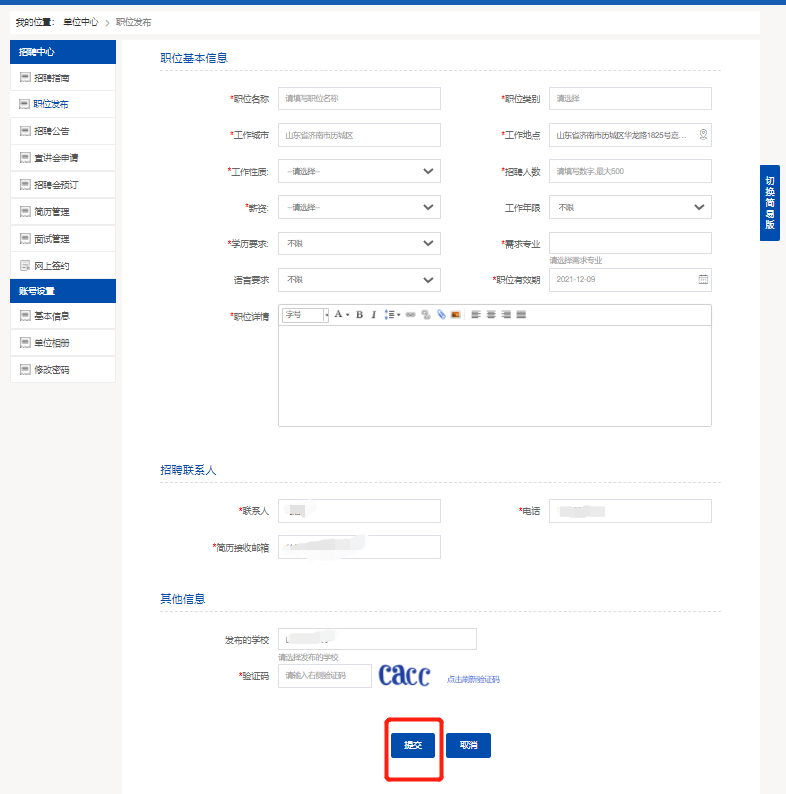 我的位置: 单位中心 > 职位发布
招聘中心
招聘指南
职位发布
招聘公告
宣讲会申请
招聘会预订
简历管理
面试管理
网上签约
账号设置
基本信息
单位相册
修改密码
职位基本信息
*职位名称 请填写职位名称 *职位类别 请选择
*工作城市 山东省济南市历城区 *工作地点 山东省济南市历城区华龙路1825号嘉...
*工作性质: --请选择-- *招聘人数 请填写数字,最大500
*薪资: --请选择-- 工作年限 不限
*学历要求: 不限 *需求专业
请选择需求专业
语言要求 不限 *职位有效期 2021-12-09
*职位详情 字号 A B I
招聘联系人
*联系人 *电话
*简历接收邮箱
其他信息
发布的学校
请选择发布的学校
*验证码 请输入右侧验证码 cacc 点击刷新验证码
提交 取消
切换简易版